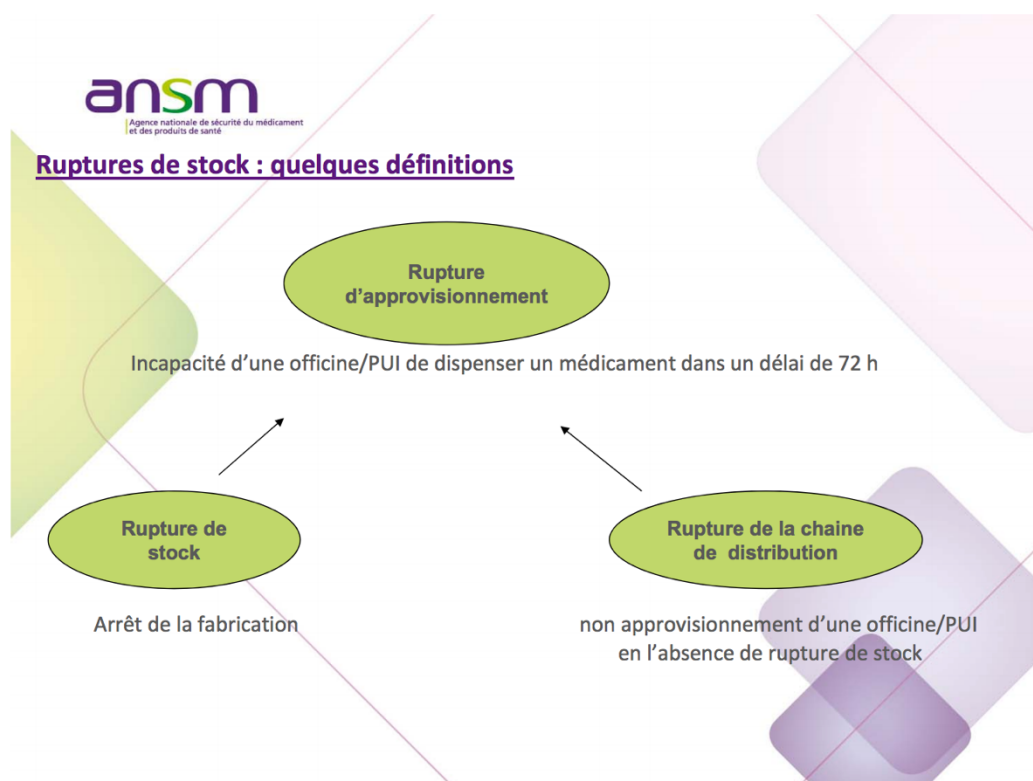 ansm
Agence nationale de sécurité du médicament
et des produits de santé
Ruptures de stock : quelques définitions
Rupture
d’approvisionnement
Incapacité d’une officine/PUI de dispenser un médicament dans un délai de 72 h
Rupture de
stock
Arrêt de la fabrication
Rupture de la chaine
de distribution
non approvisionnement d’une officine/PUI
en l’absence de rupture de stock